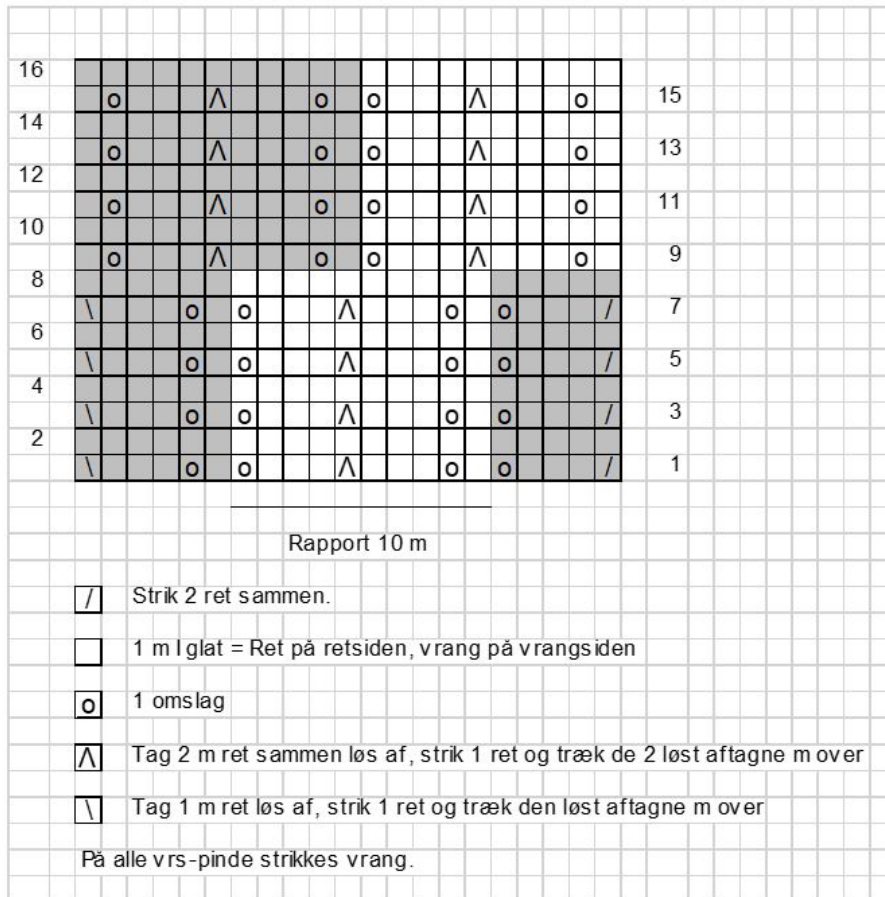 16
o Λ o o Λ o 15
14
o Λ o o Λ o 13
12
o Λ o o Λ o 11
10
o Λ o o Λ o 9
8
\ o o Λ o o / 7
6
\ o o Λ o o / 5
4
\ o o Λ o o / 3
2
\ o o Λ o o / 1
Rapport 10 m
/ Strik 2 ret sammen.
1 m I glat = Ret på retsiden, vrang på vrangsiden
o 1 omslag
Λ Tag 2 m ret sammen løs af, strik 1 ret og træk de 2 løst aftagne m over
\ Tag 1 m ret løs af, strik 1 ret og træk den løst aftagne m over
På alle vrs-pinde strikkes vrang.